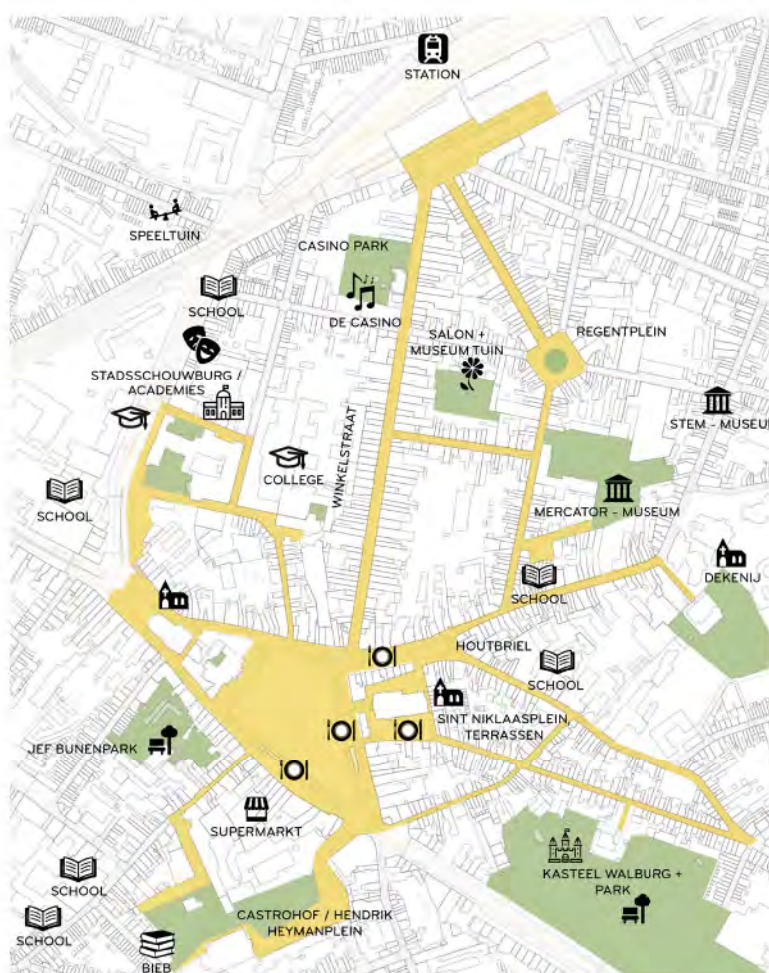 STATION
SPEELTUIN
CASINO PARK
SCHOOL
DE CASINO
REGENTPLEIN
SALON +
MUSEUM TUIN
STADSSCHOUWBURG /
ACADEMIES
STEM - MUSEUM
WINKELSTRAAT
COLLEGE
SCHOOL
MERCATOR - MUSEUM
DEKENIJ
SCHOOL
HOUTBRIEL
SCHOOL
SINT NIKLAASPLEIN,
TERRASSEN
JEF BUNENPARK
SUPERMARKT
KASTEEL WALBURG +
PARK
SCHOOL
CASTROHOF / HENDRIK
HEYMANPLEIN
SCHOOL
BIEB